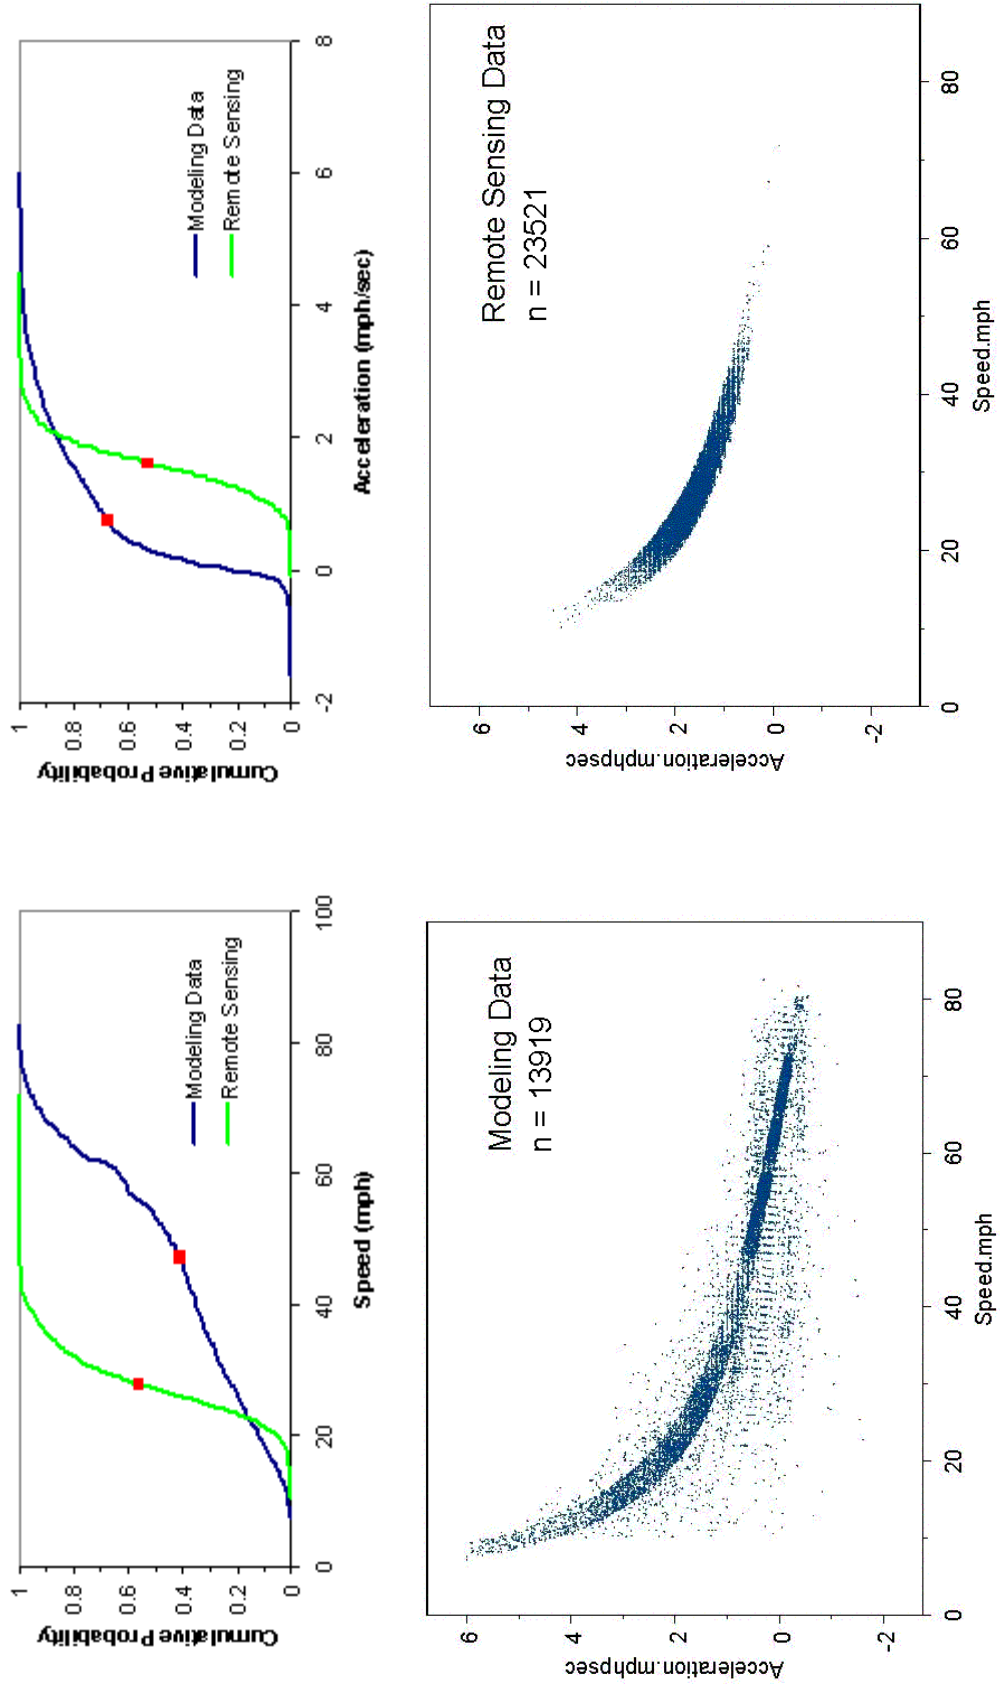 1
0.8
0.6
0.4
0.2
0
Cumulative Probability
0 20 40 60 80 100
Speed (mph)
Modeling Data
Remote Sensing
1
0.8
0.6
0.4
0.2
0
Cumulative Probability
-2 0 2 4 6 8
Acceleration (mph/sec)
Modeling Data
Remote Sensing
Modeling Data
n = 13919
6
4
2
0
-2
Acceleration.mphpsec
0 20 40 60 80
Speed.mph
Remote Sensing Data
n = 23521
6
4
2
0
-2
Acceleration.mphpsec
0 20 40 60 80
Speed.mph